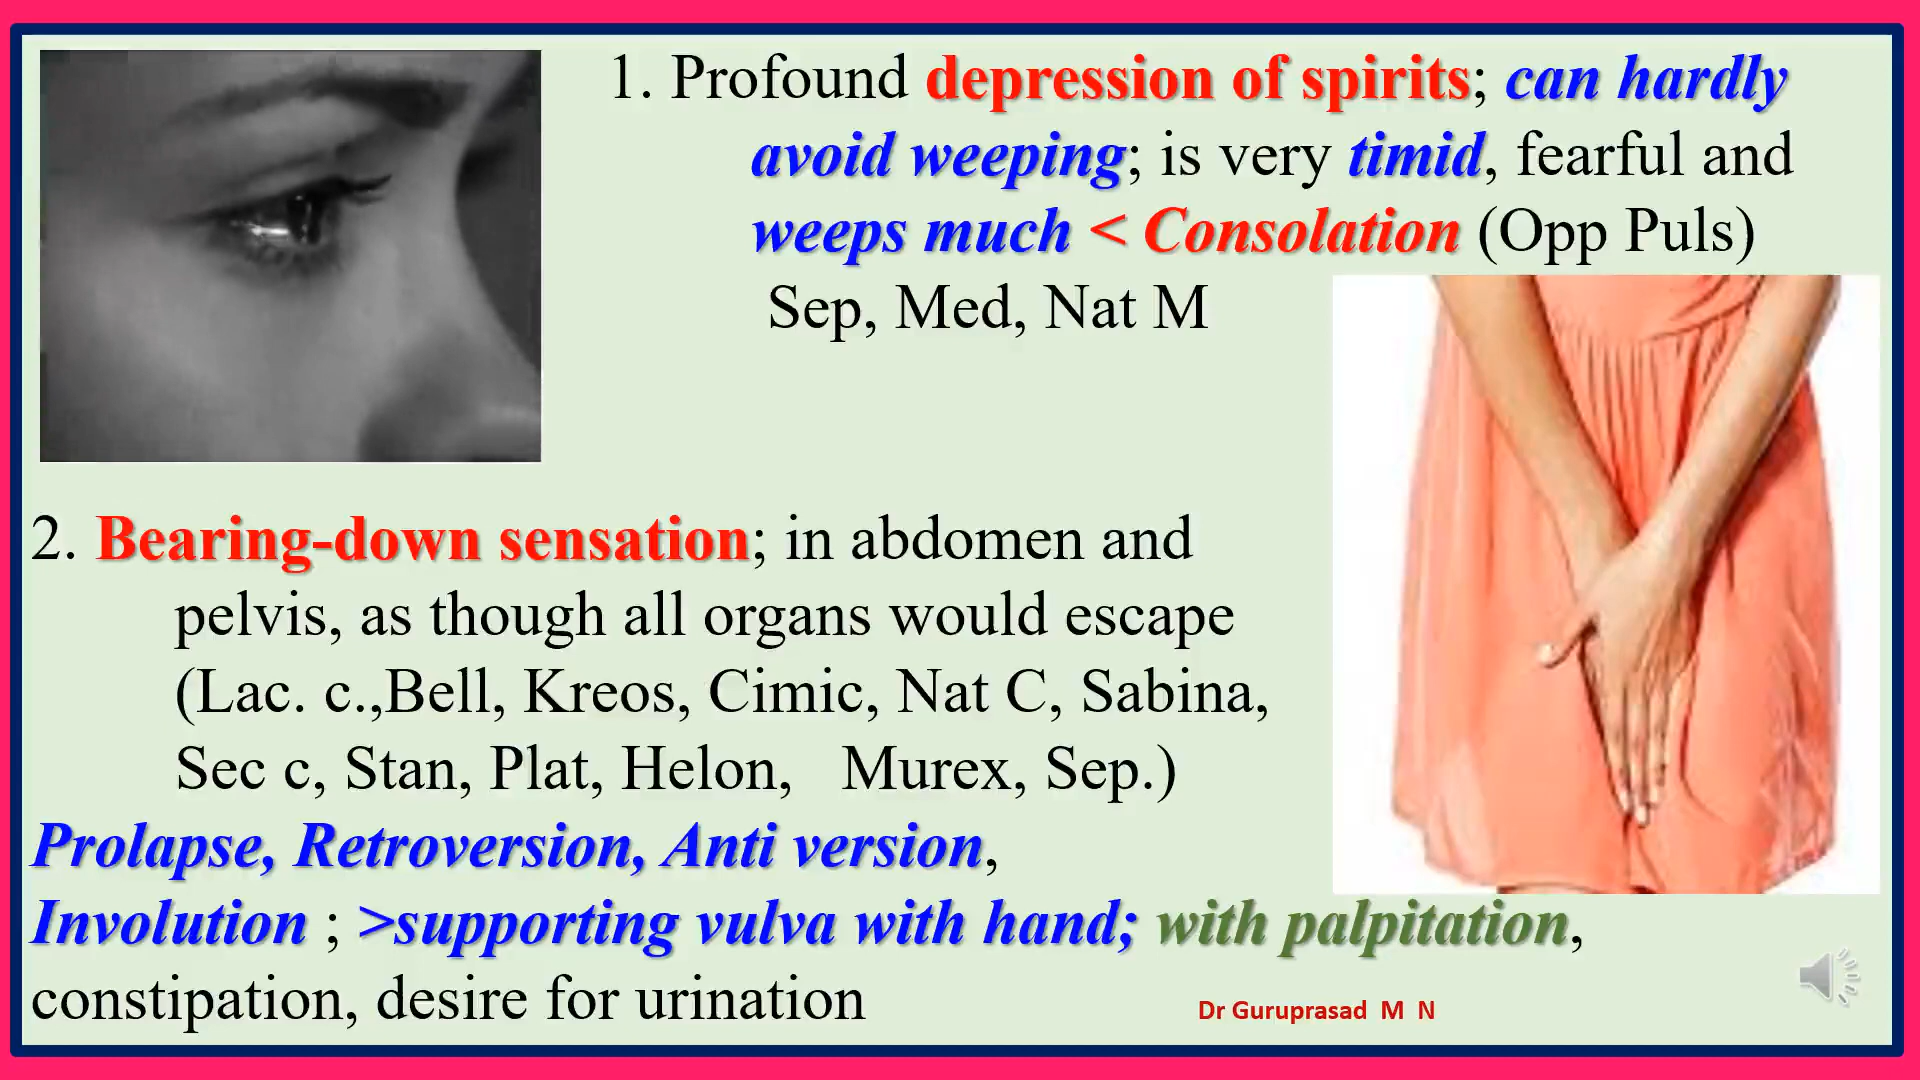 1. Profound depression of spirits; can hardly
avoid weeping; is very timid, fearful and
weeps much < Consolation (Opp Puls)
Sep, Med, Nat M
2. Bearing-down sensation; in abdomen and
pelvis, as though all organs would escape
(Lac. c.,Bell, Kreos, Cimic, Nat C, Sabina,
Sec c, Stan, Plat, Helon, Murex, Sep.)
Prolapse, Retroversion, Anti version,
Involution ; >supporting vulva with hand; with palpitation,
constipation, desire for urination
Dr Guruprasad M N